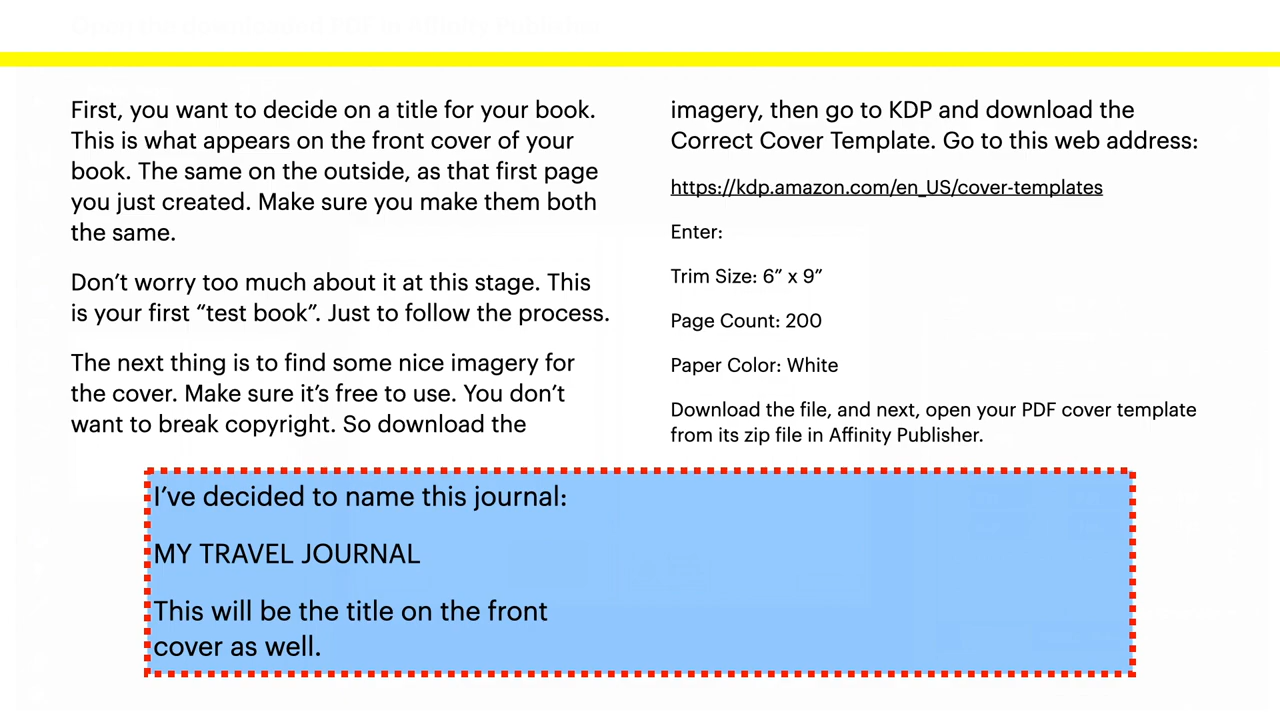 First, you want to decide on a title for your book.
This is what appears on the front cover of your
book. The same on the outside, as that first page
you just created. Make sure you make them both
the same.
Don’t worry too much about it at this stage. This
is your first “test book”. Just to follow the process.
The next thing is to find some nice imagery for
the cover. Make sure it’s free to use. You don’t
want to break copyright. So download the
imagery, then go to KDP and download the
Correct Cover Template. Go to this web address:
https://kdp.amazon.com/en_US/cover-templates
Enter:
Trim Size: 6” x 9”
Page Count: 200
Paper Color: White
Download the file, and next, open your PDF cover template
from its zip file in Affinity Publisher.
I’ve decided to name this journal:
MY TRAVEL JOURNAL
This will be the title on the front
cover as well.